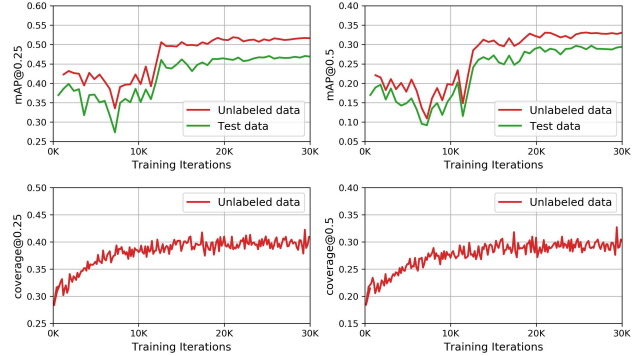 0.60
0.55
0.50
0.45
0.40
0.35
0.30
0.25
mAP@0.25
0K
10K
20K
30K
Training Iterations
Unlabeled data
Test data
0.40
0.35
0.30
0.25
0.20
0.15
0.10
0.05
mAP@0.5
0K
10K
20K
30K
Training Iterations
Unlabeled data
Test data
0.50
0.45
0.40
0.35
0.30
0.25
coverage@0.25
0K
10K
20K
30K
Training Iterations
Unlabeled data
0.40
0.35
0.30
0.25
0.20
0.15
coverage@0.5
0K
10K
20K
30K
Training Iterations
Unlabeled data